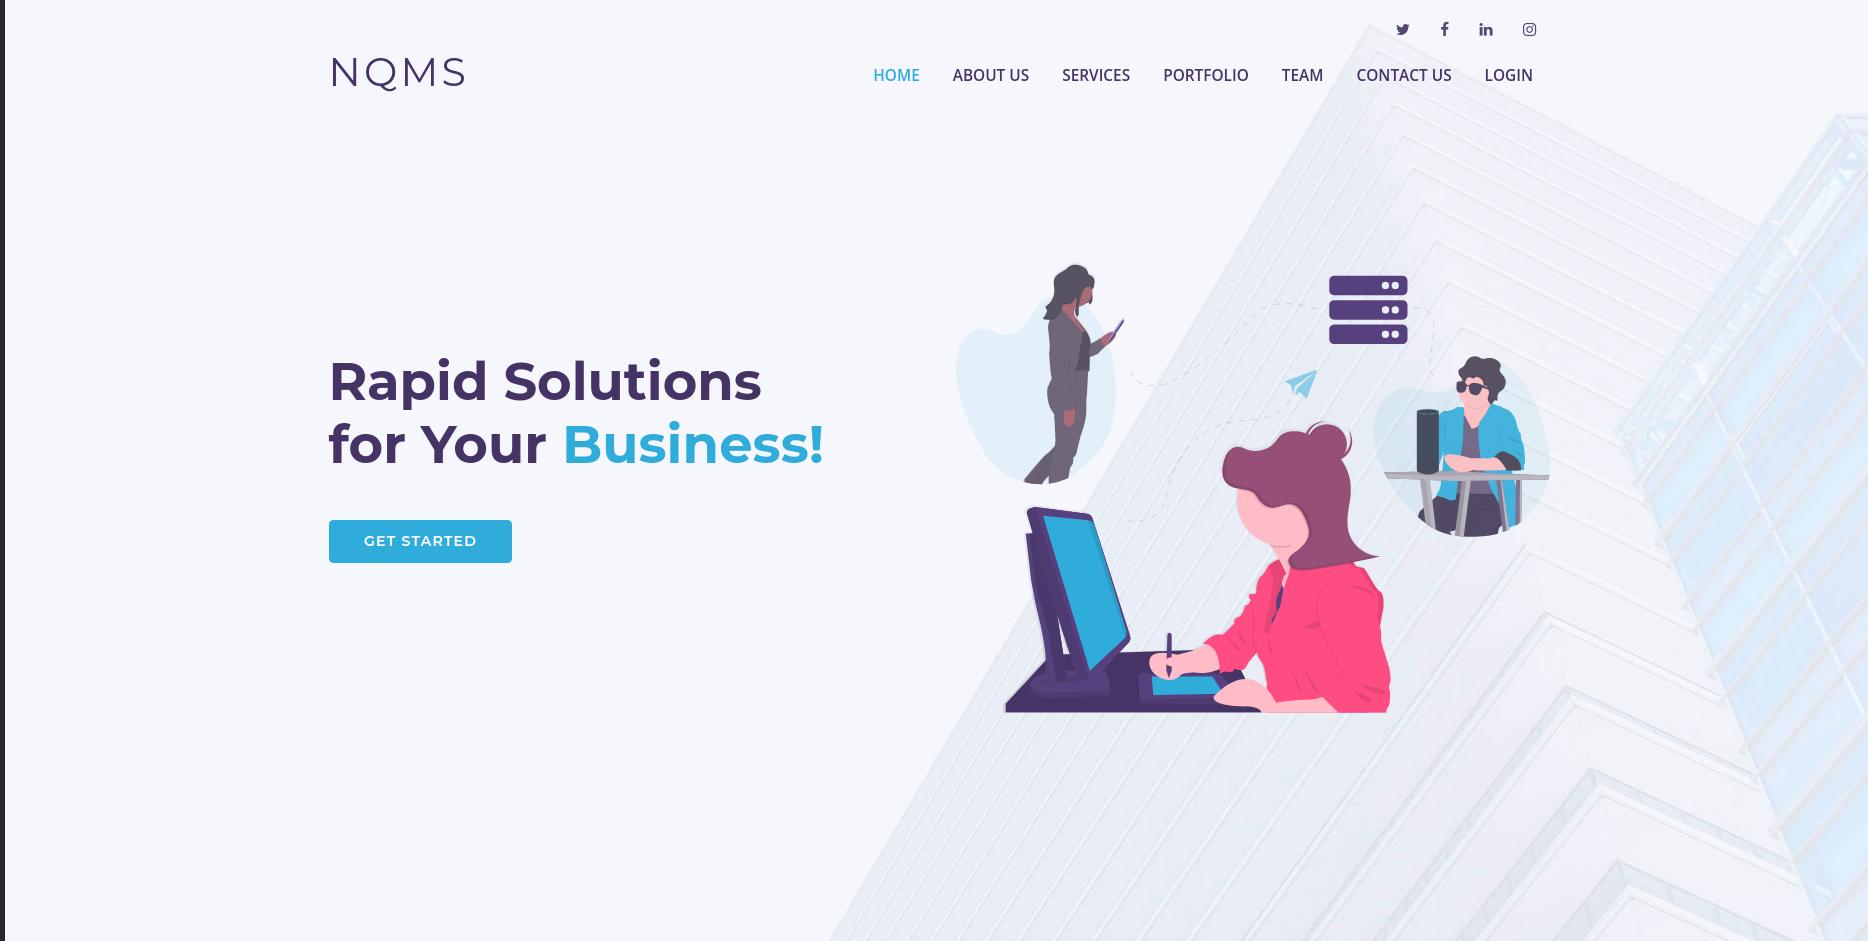 NQMS
HOME ABOUT US SERVICES PORTFOLIO TEAM CONTACT US LOGIN
Rapid Solutions
for Your Business!
GET STARTED